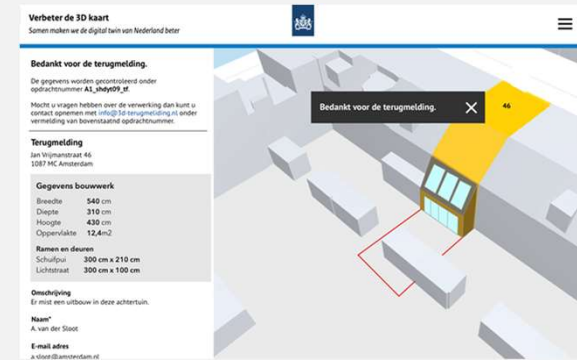 Verbeter de 3D kaart
Samen maken we de digital twin van Nederland beter
Bedankt voor de terugmelding.
De gegevens worden gecontroleerd onder
opdrachtnummer A1_shdyt09_tf.
Mocht u vragen hebben over de verwerking dan kunt u
contact opnemen met info@3d-terugmelding.nl onder
vermelding van bovenstaatnd opdrachtnummer.
Terugmelding
Jan Vrijmanstraat 46
1087 MC Amsterdam
Gegevens bouwwerk
Breedte 540 cm
Diepte 310 cm
Hoogte 430 cm
Oppervlakte 12,4m2
Ramen en deuren
Schuifpui 300 cm x 210 cm
Lichtstraat 300 cm x 100 cm
Omschrijving
Er mist een uitbouw in deze achtertuin.
Naam*
A. van der Sloot
E-mail adres
a.sloot@amsterdam.nl
Bedankt voor de terugmelding.
46